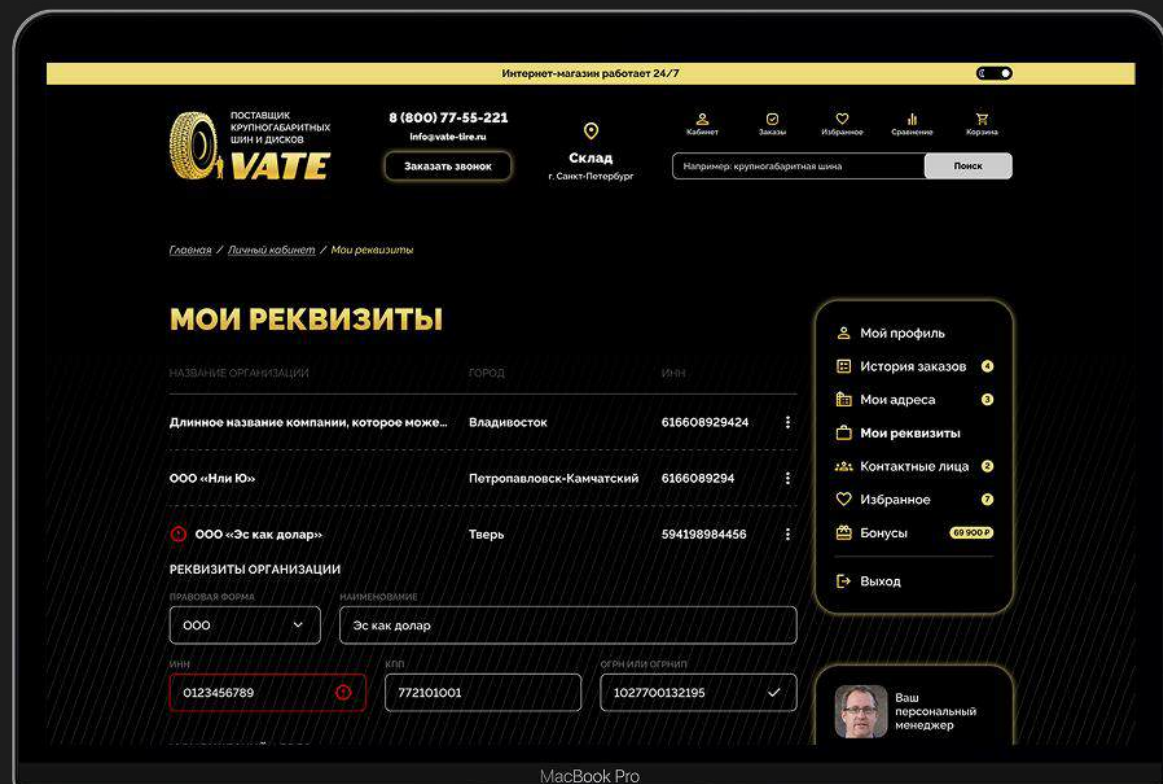 Интернет-магазин работает 24/7
ПОСТАВЩИК
КРУПНОГАБАРИТНЫХ
ШИН И ДИСКОВ
VATE
8 (800) 77-55-221
info@vate-tire.ru
Заказать звонок
Склад
г. Санкт-Петербург
Кабинет Заказы Избранное Сравнение Корзина
Например: крупногабаритная шина Поиск
Главная / Личный кабинет / Мои реквизиты
МОИ РЕКВИЗИТЫ
НАЗВАНИЕ ОРГАНИЗАЦИИ ГОРОД ИНН
Длинное название компании, которое може... Владивосток 616608929424
ООО «Нли Ю» Петропавловск-Камчатский 6166089294
ООО «Эс как долар» Тверь 594198984456
РЕКВИЗИТЫ ОРГАНИЗАЦИИ
ПРАВОВАЯ ФОРМА НАИМЕНОВАНИЕ
ООО Эс как долар
ИНН КПП ОГРН ИЛИ ОГРНИП
0123456789 772101001 1027700132195
Мой профиль
История заказов 4
Мои адреса 3
Мои реквизиты
Контактные лица 2
Избранное 7
Бонусы 69 900 ₽
Выход
Ваш
персональный
менеджер
MacBook Pro